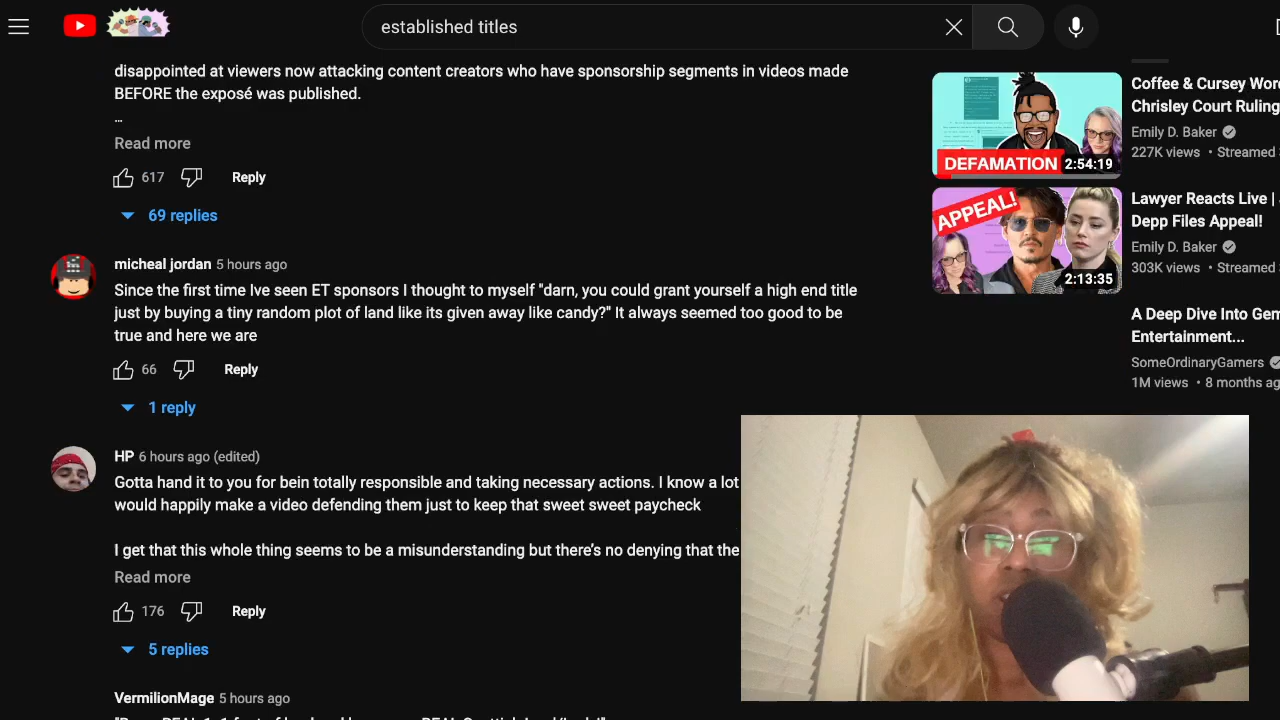 established titles
disappointed at viewers now attacking content creators who have sponsorship segments in videos made
BEFORE the exposé was published.
...
Read more
617 Reply
69 replies
micheal jordan 5 hours ago
Since the first time Ive seen ET sponsors I thought to myself "darn, you could grant yourself a high end title
just by buying a tiny random plot of land like its given away like candy?" It always seemed too good to be
true and here we are
66 Reply
1 reply
HP 6 hours ago (edited)
Gotta hand it to you for bein totally responsible and taking necessary actions. I know a lot
would happily make a video defending them just to keep that sweet sweet paycheck
I get that this whole thing seems to be a misunderstanding but there's no denying that the
Read more
176 Reply
5 replies
VermilionMage 5 hours ago
DEFAMATION 2:54:19
Coffee & Cursey Wor
Chrisley Court Ruling
Emily D. Baker
227K views • Streamed
APPEAL!
2:13:35
Lawyer Reacts Live |
Depp Files Appeal!
Emily D. Baker
303K views • Streamed
A Deep Dive Into Gem
Entertainment...
SomeOrdinaryGamers
1M views • 8 months ag